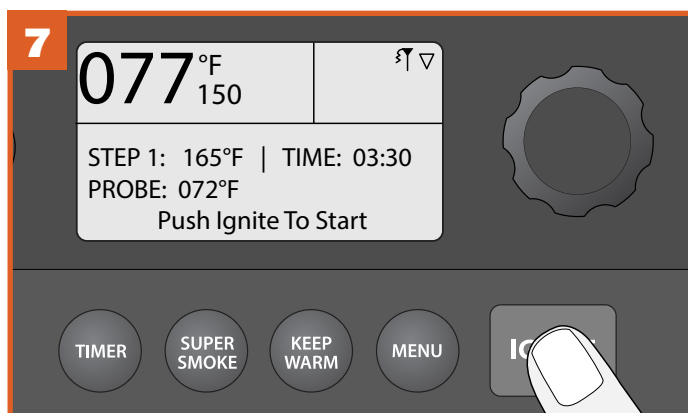 7
077 °F
150
STEP 1: 165°F | TIME: 03:30
PROBE: 072°F
Push Ignite To Start
TIMER
SUPER
SMOKE
KEEP
WARM
MENU